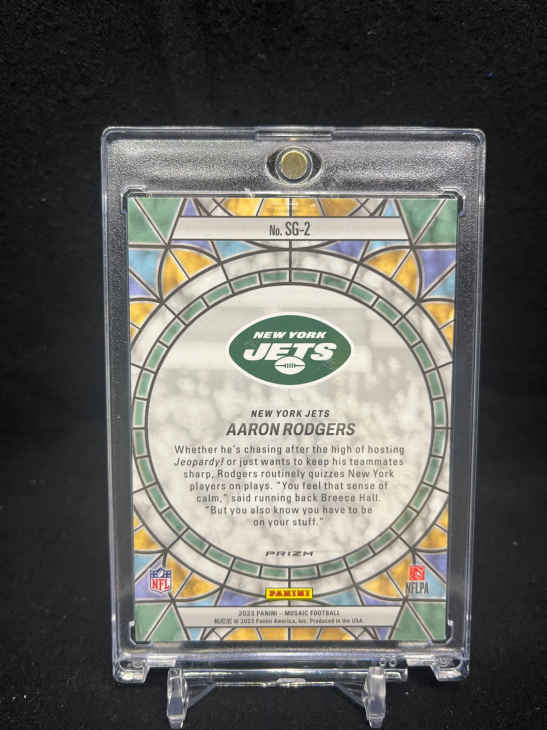 No. SG-2
NEW YORK
JETS
NEW YORK JETS
AARON RODGERS
Whether he's chasing after the high of hosting
Jeopardy! or just wants to keep his teammates
sharp, Rodgers routinely quizzes New York
players on plays. "You feel that sense of
calm," said running back Breece Hall.
"But you also know you have to be
on your stuff."
PRIZM
NFL
PANINI
NFLPA
2023 PANINI – MOSAIC FOOTBALL
© 2023 Panini America, Inc. Produced in the USA.